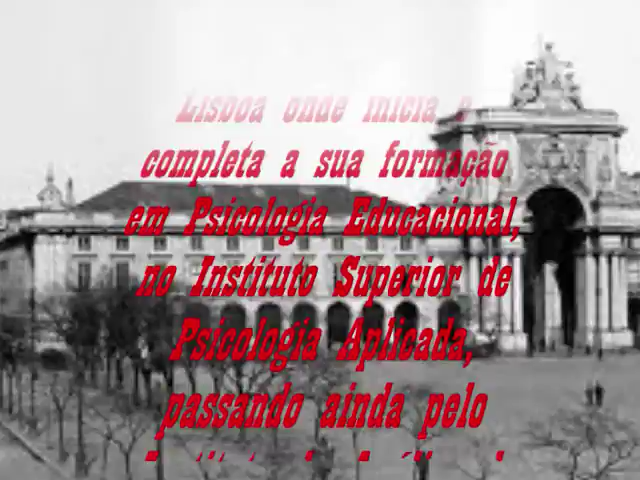 Lisboa onde inicia e
completa a sua formação
em Psicologia Educacional,
no Instituto Superior de
Psicologia Aplicada,
passando ainda pelo